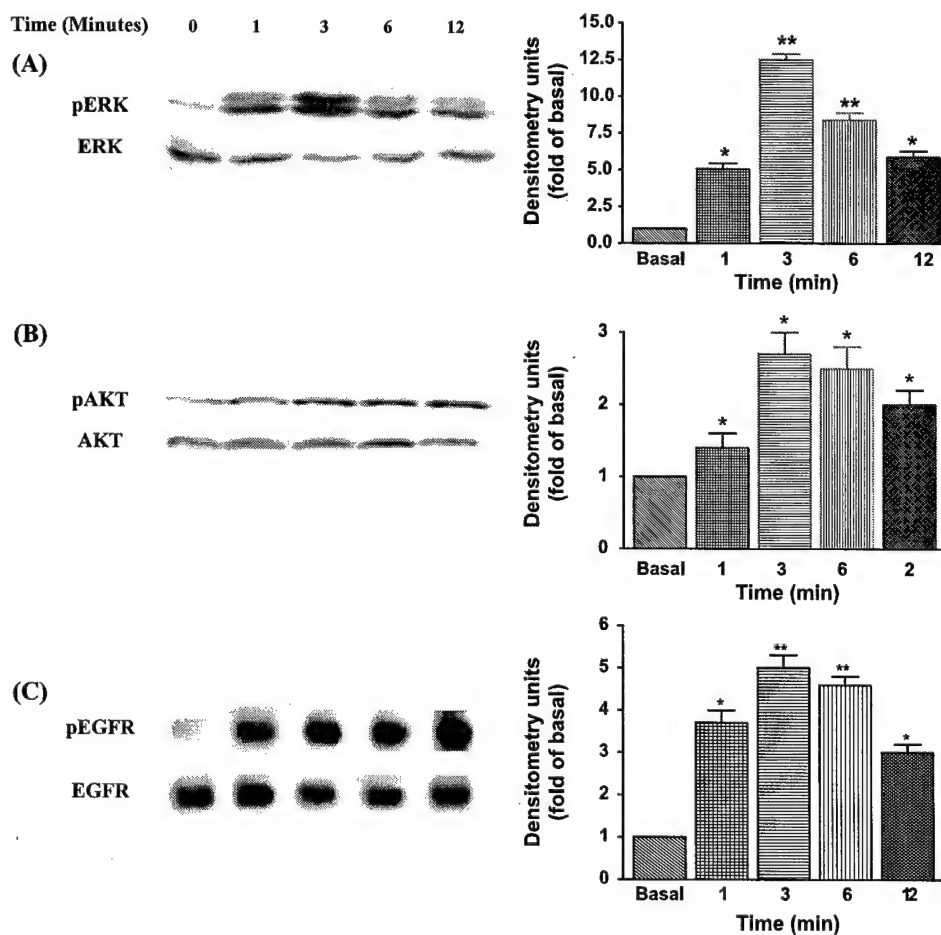 Time (Minutes) 0 1 3 6 12
(A)
pERK
ERK
Densitometry units
(fold of basal)
15.0
12.5
10.0
7.5
5.0
2.5
0.0
*
**
**
*
Basal 1 3 6 12
Time (min)
(B)
pAKT
AKT
Densitometry units
(fold of basal)
3
2
1
0
*
*
*
*
Basal 1 3 6 2
Time (min)
(C)
pEGFR
EGFR
Densitometry units
(fold of basal)
6
5
4
3
2
1
0
*
**
**
*
Basal 1 3 6 12
Time (min)